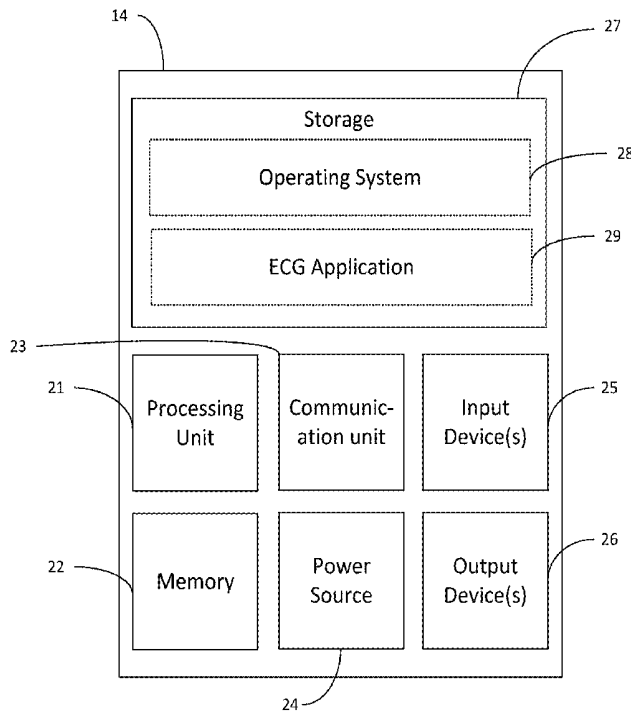 14
27
Storage
Operating System
28
ECG Application
29
23
21
Processing
Unit
Communic-
ation unit
Input
Device(s)
25
22
Memory
Power
Source
Output
Device(s)
26
24